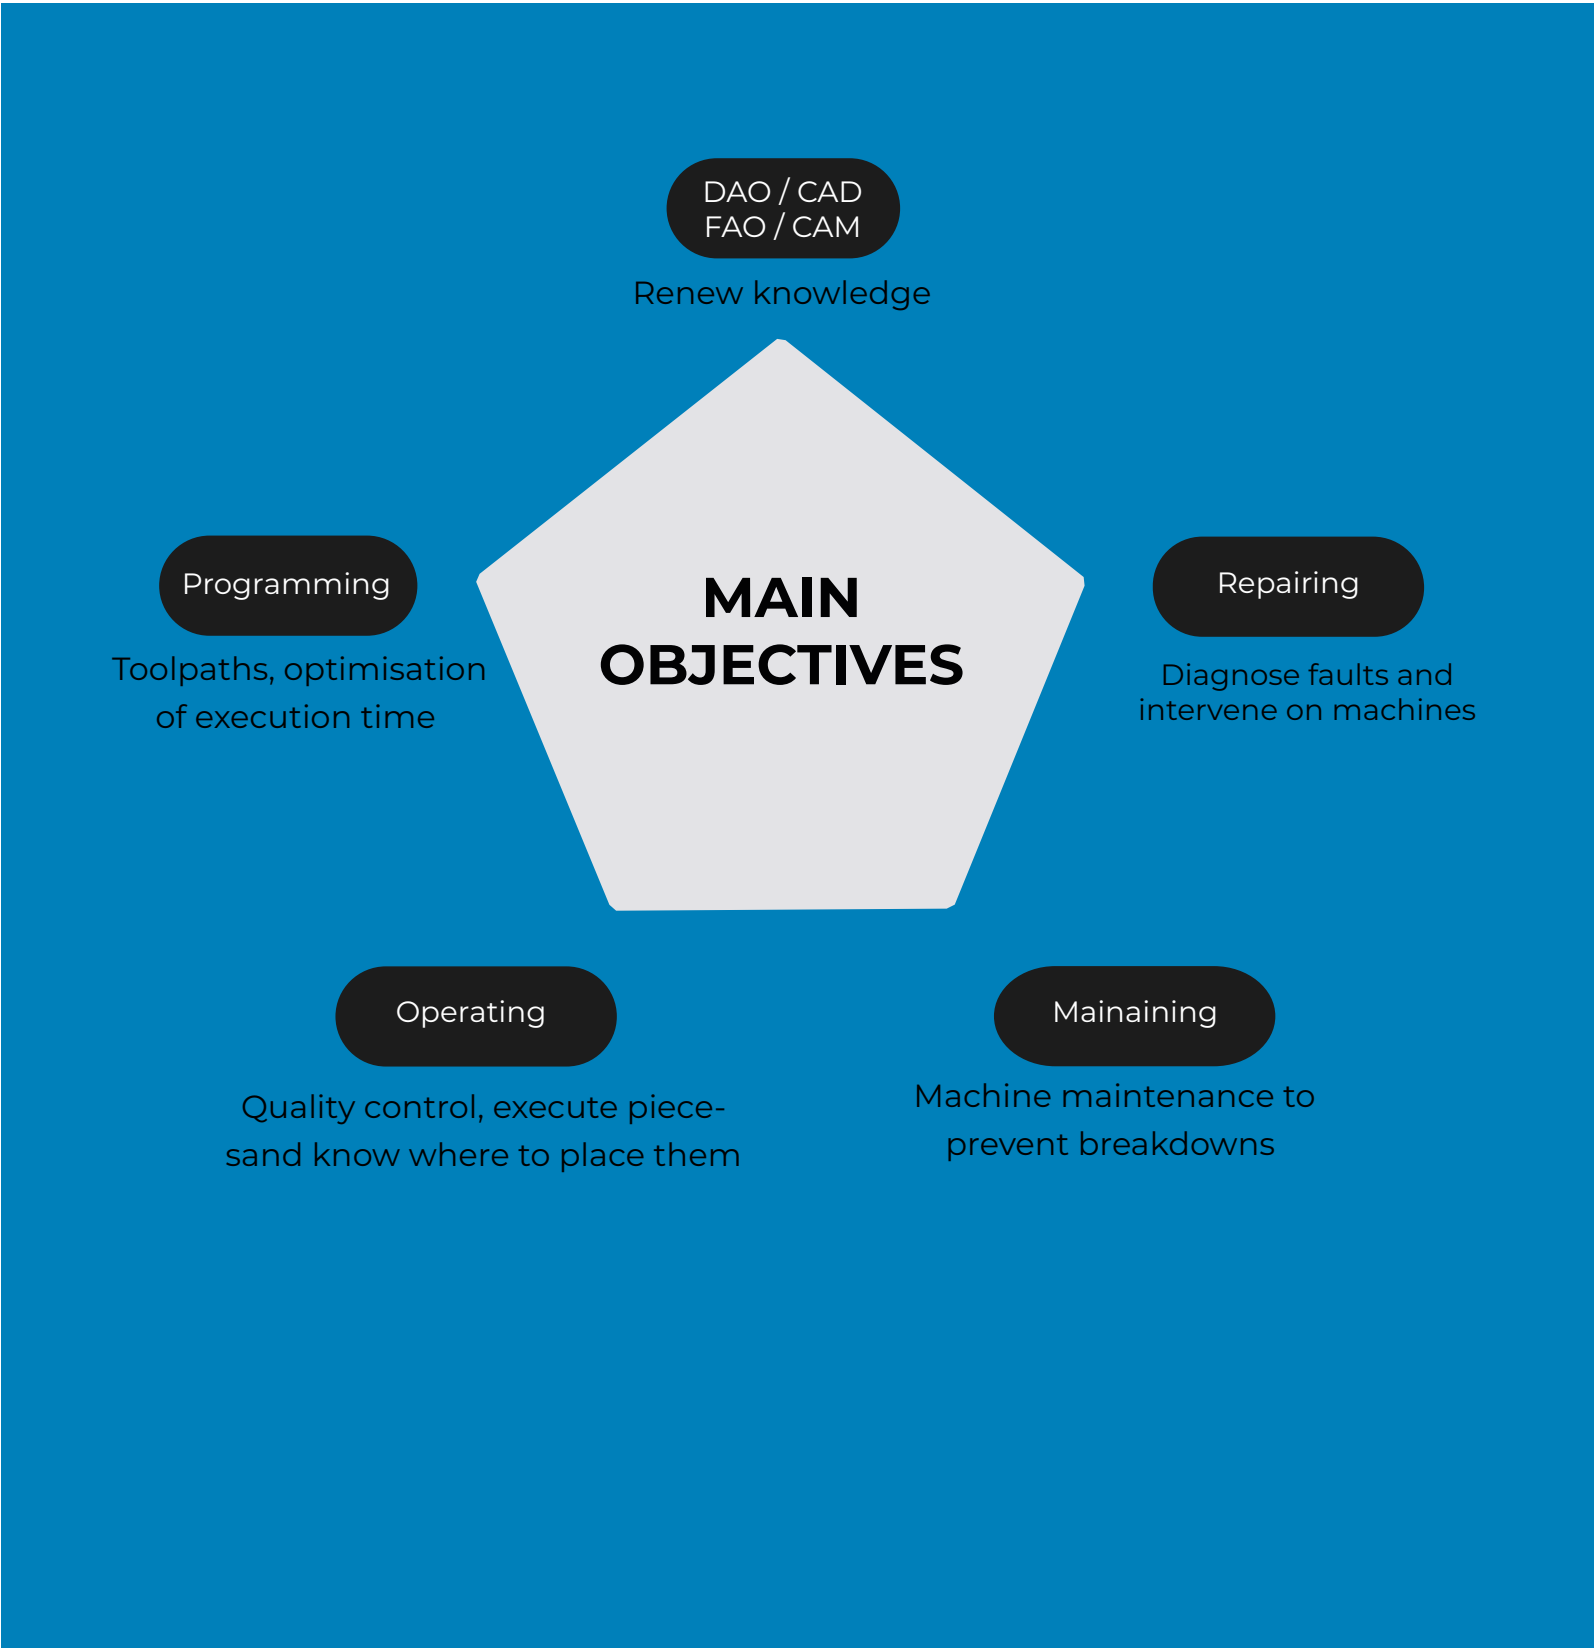 DAO / CAD
FAO / CAM
Renew knowledge
MAIN
OBJECTIVES
Programming
Toolpaths, optimisation
of execution time
Repairing
Diagnose faults and
intervene on machines
Operating
Quality control, execute piece-
sand know where to place them
Mainaining
Machine maintenance to
prevent breakdowns